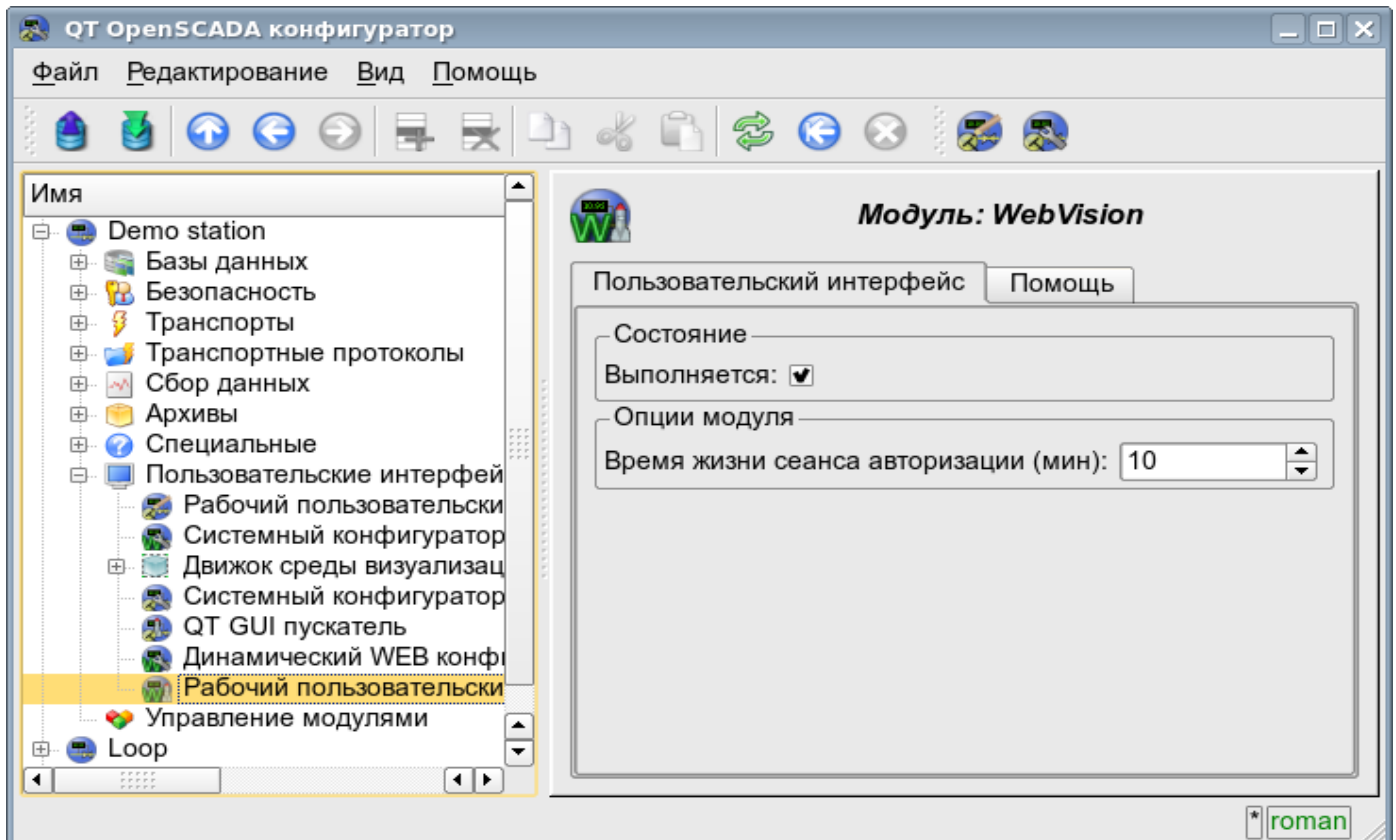 QT OpenSCADA конфигуратор
Файл Редактирование Вид Помощь
Имя
Demo station
Базы данных
Безопасность
Транспорты
Транспортные протоколы
Сбор данных
Архивы
Специальные
Пользовательские интерфей
Рабочий пользовательски
Системный конфигуратор
Движок среды визуализац
Системный конфигуратор
QT GUI пускатель
Динамический WEB конфи
Рабочий пользовательски
Управление модулями
Loop
Модуль: WebVision
Пользовательский интерфейс Помощь
Состояние
Выполняется:
Опции модуля
Время жизни сеанса авторизации (мин): 10
* roman